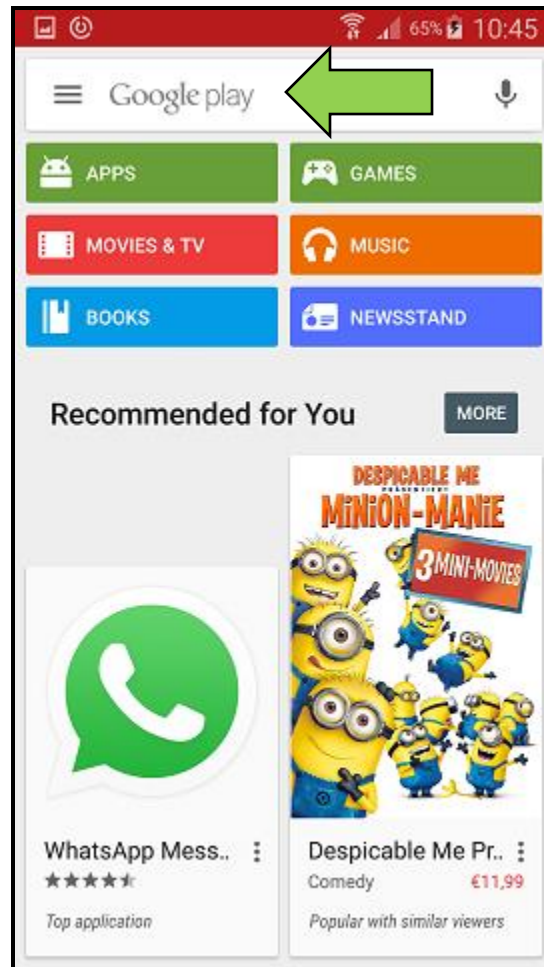 65% 10:45
Google play
APPS
GAMES
MOVIES & TV
MUSIC
BOOKS
NEWSSTAND
Recommended for You
MORE
DESPICABLE ME
PRÄSENTIERT
MiNiON-MANiE
3 MINI-MOVIES
WhatsApp Mess..
Top application
Despicable Me Pr..
Comedy €11,99
Popular with similar viewers